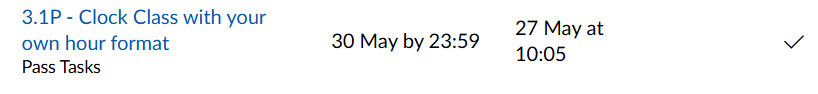 3.1P - Clock Class with your
own hour format
Pass Tasks
30 May by 23:59
27 May at
10:05